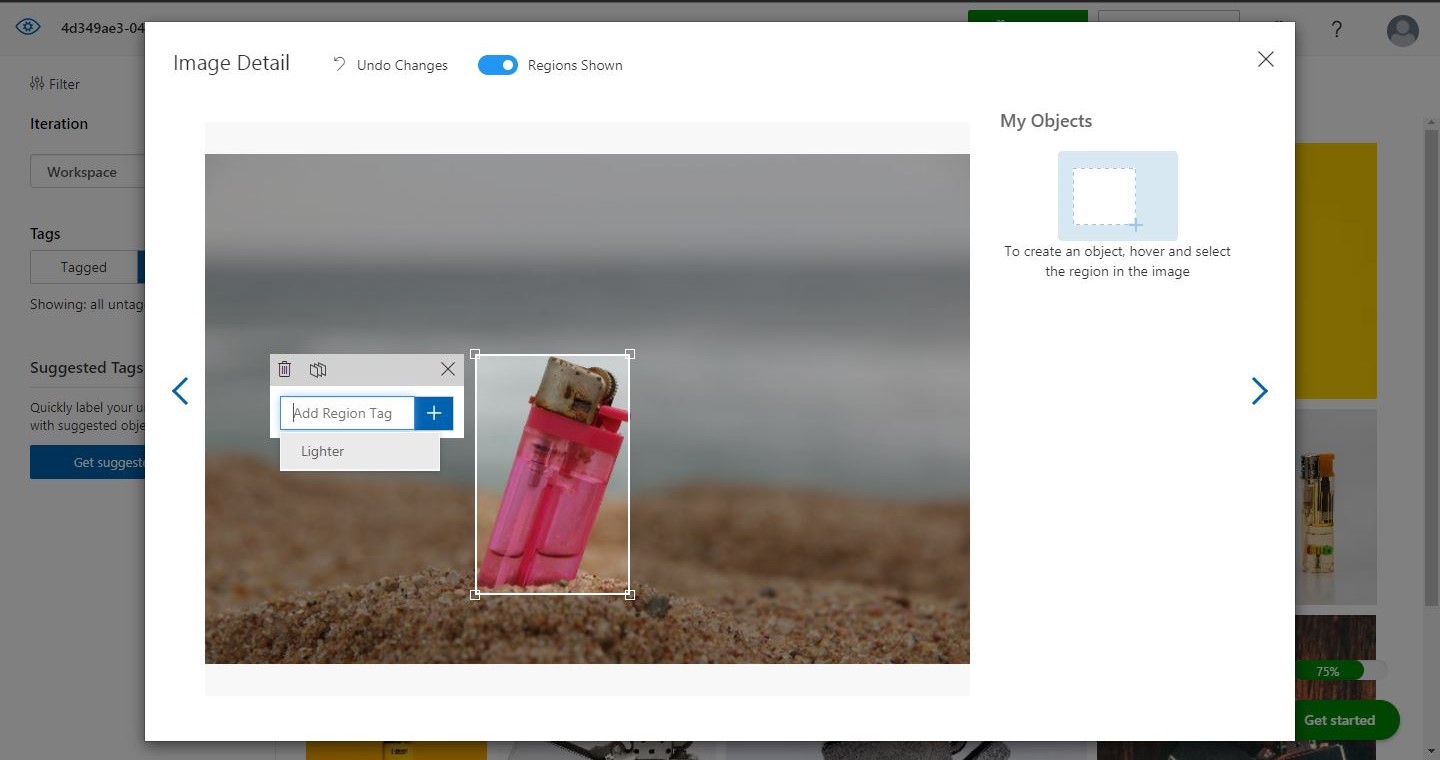 4d349ae3-04
?
Filter
Iteration
Workspace
Tags
Tagged
Showing: all untag
Suggested Tags
Quickly label your u
with suggested obje
Get suggeste
Image Detail
Undo Changes
Regions Shown
Add Region Tag
+
Lighter
My Objects
To create an object, hover and select
the region in the image
75%
Get started